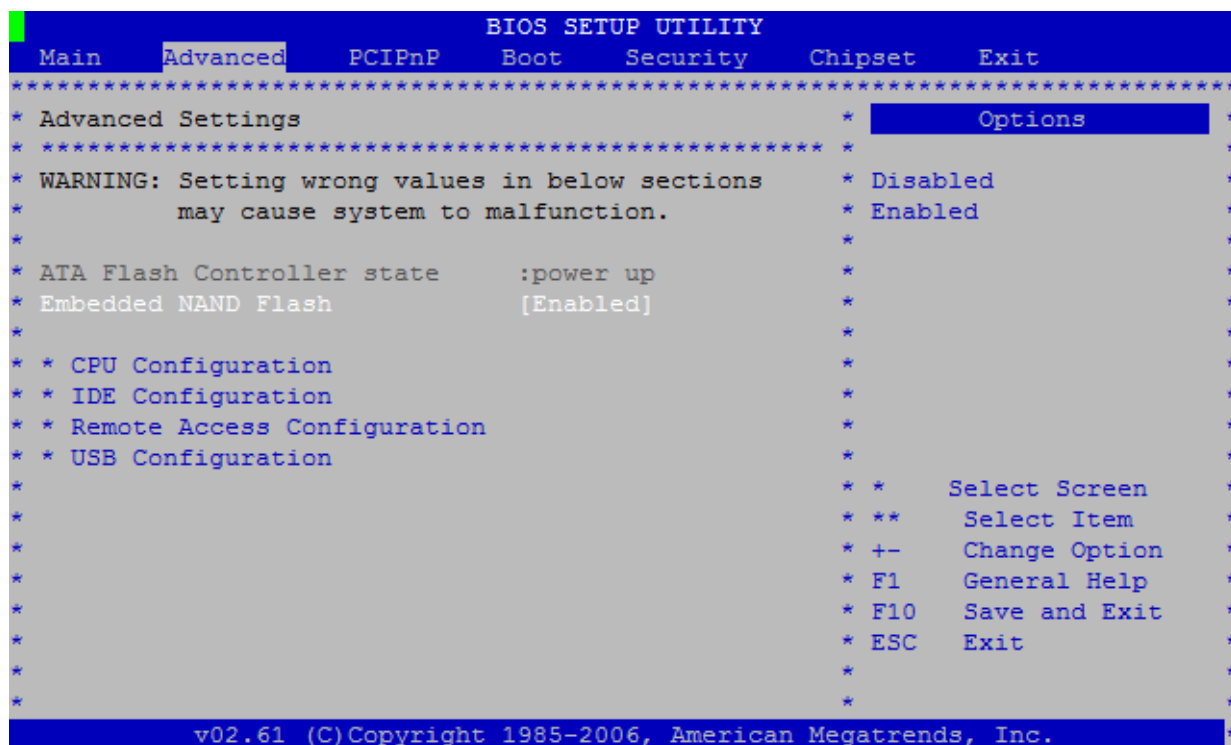 BIOS SETUP UTILITY
Main Advanced PCIPnP Boot Security Chipset Exit
********************************************************************************
* Advanced Settings * Options *
* *************************************************** * *
* WARNING: Setting wrong values in below sections * Disabled *
* may cause system to malfunction. * Enabled *
* * *
* ATA Flash Controller state :power up * *
* Embedded NAND Flash [Enabled] * *
* * *
* * CPU Configuration * *
* * IDE Configuration * *
* * Remote Access Configuration * *
* * USB Configuration * *
* * * Select Screen *
* * ** Select Item *
* * +- Change Option *
* * F1 General Help *
* * F10 Save and Exit *
* * ESC Exit *
* * *
* * *
v02.61 (C)Copyright 1985-2006, American Megatrends, Inc.